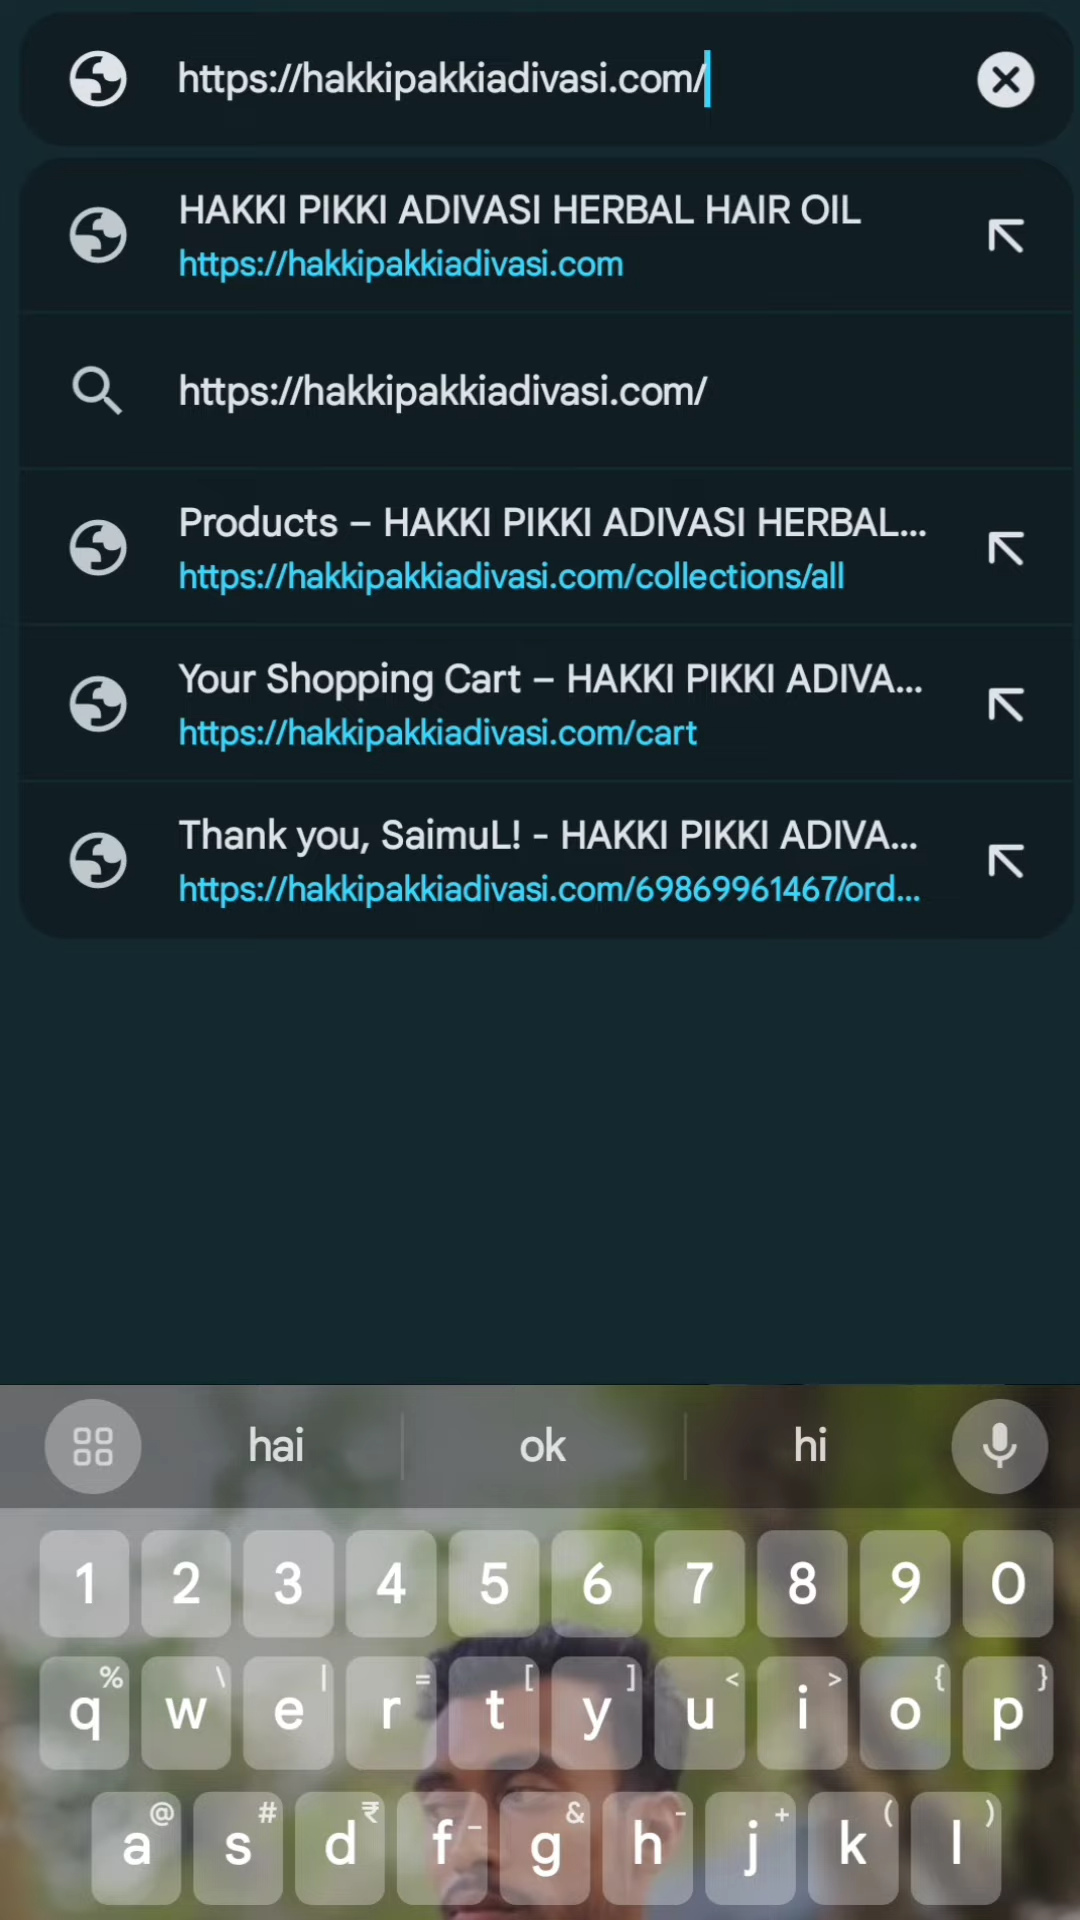 https://hakkipakkiadivasi.com/
HAKKI PIKKI ADIVASI HERBAL HAIR OIL
https://hakkipakkiadivasi.com
https://hakkipakkiadivasi.com/
Products – HAKKI PIKKI ADIVASI HERBAL...
https://hakkipakkiadivasi.com/collections/all
Your Shopping Cart – HAKKI PIKKI ADIVA...
https://hakkipakkiadivasi.com/cart
Thank you, SaimuL! - HAKKI PIKKI ADIVA...
https://hakkipakkiadivasi.com/69869961467/ord...
hai ok hi
1 2 3 4 5 6 7 8 9 0
% \ | = [ ] < > { }
q w e r t y u i o p
@ # ₹ _ & - + ( )
a s d f g h j k l